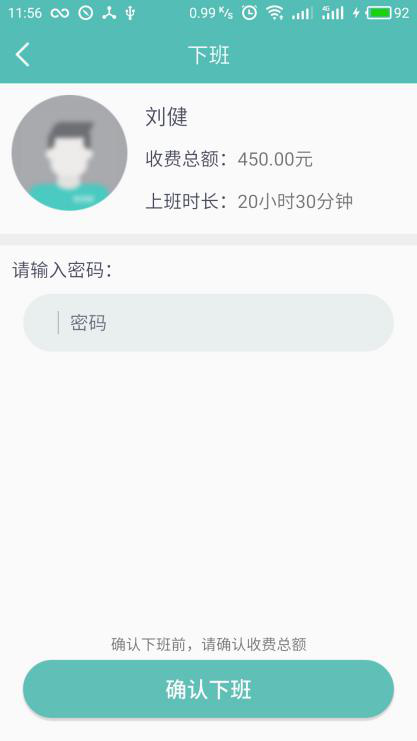 11:56 0.99 K/s 4G 92
下班
刘健
收费总额：450.00元
上班时长：20小时30分钟
请输入密码：
密码
确认下班前，请确认收费总额
确认下班